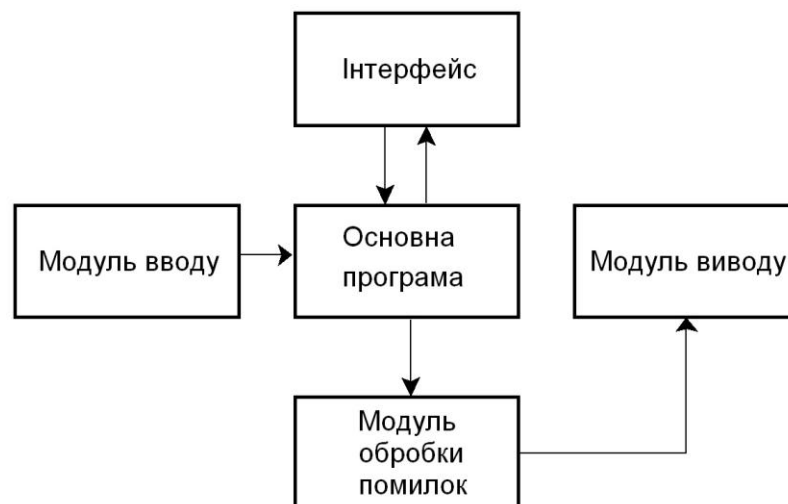 Інтерфейс
Модуль вводу
Основна
програма
Модуль виводу
Модуль
обробки
помилок